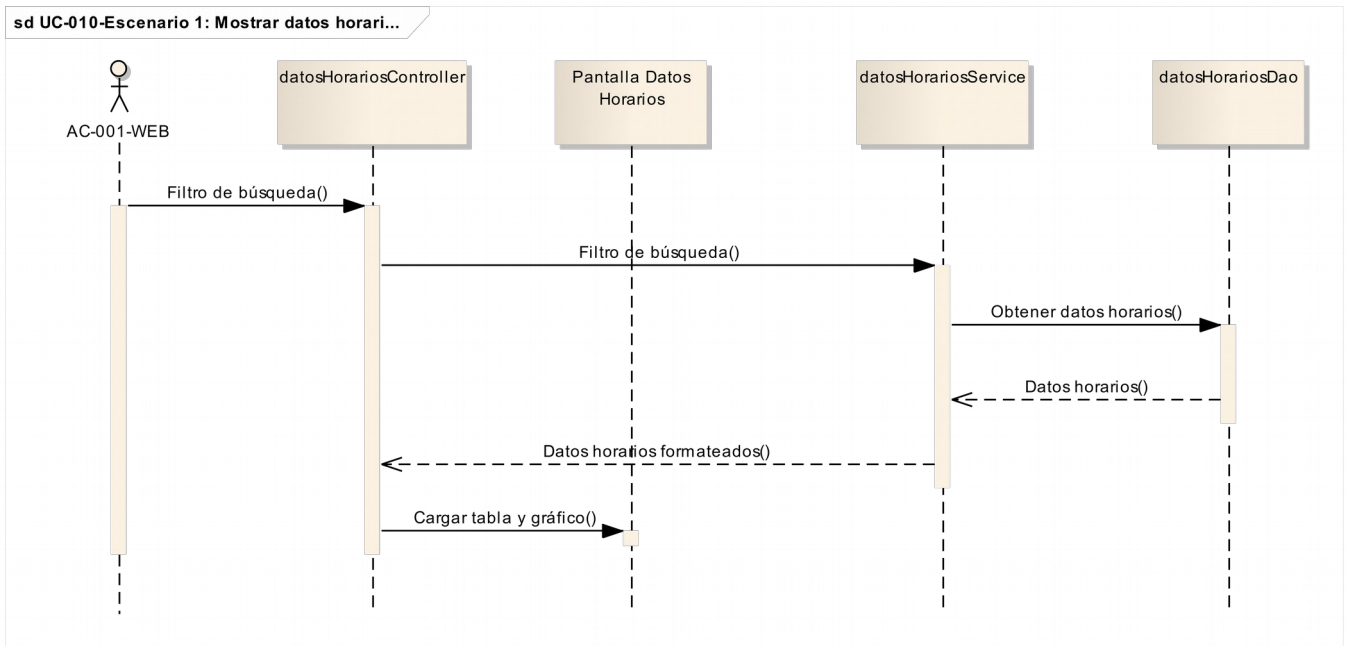 sd UC-010-Escenario 1: Mostrar datos horari...
AC-001-WEB
datosHorariosController
Pantalla Datos
Horarios
datosHorariosService
datosHorariosDao
Filtro de búsqueda()
Filtro de búsqueda()
Obtener datos horarios()
Datos horarios()
Datos horarios formateados()
Cargar tabla y gráfico()